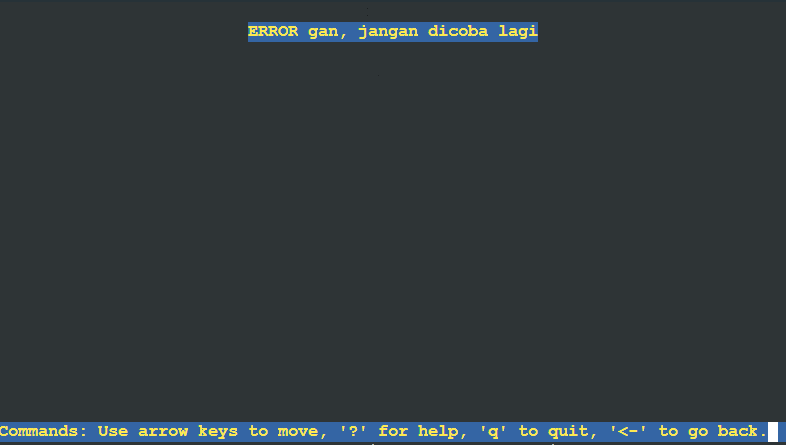 ERROR gan, jangan dicoba lagi
Commands: Use arrow keys to move, '?' for help, 'q' to quit, '<-' to go back.